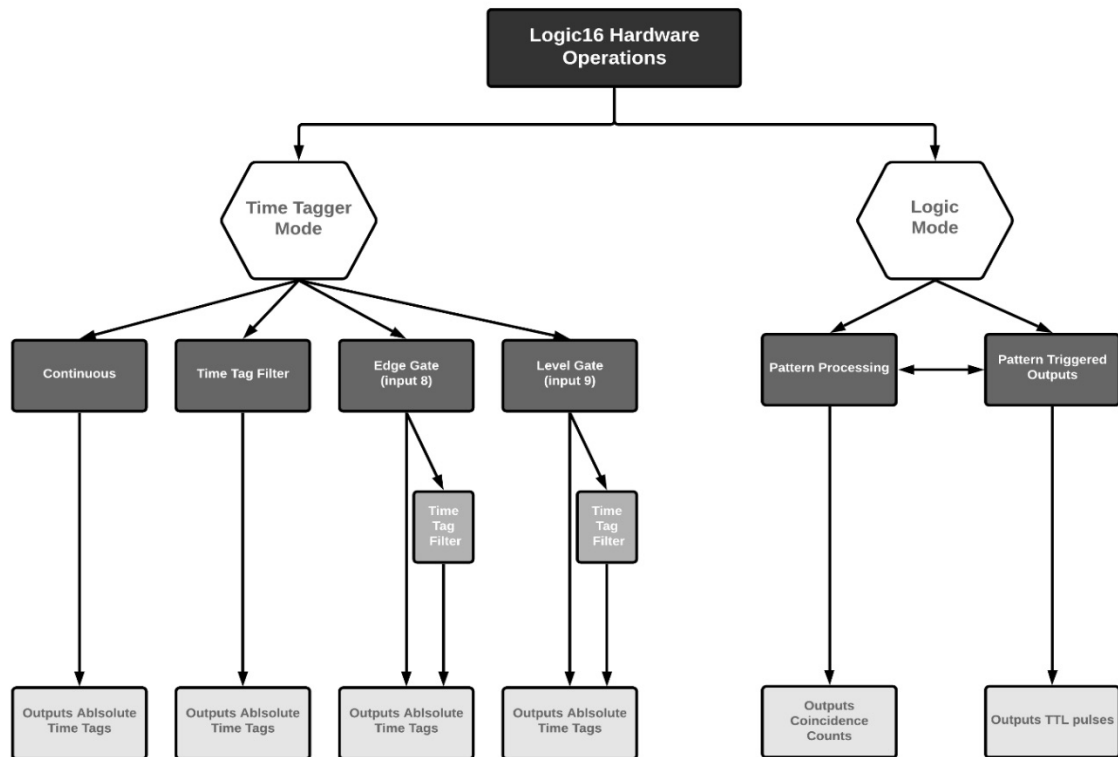 Logic16 Hardware
Operations
Time Tagger
Mode
Logic
Mode
Continuous
Time Tag Filter
Edge Gate
(input 8)
Level Gate
(input 9)
Pattern Processing
Pattern Triggered
Outputs
Time
Tag
Filter
Time
Tag
Filter
Outputs Ablsolute
Time Tags
Outputs Ablsolute
Time Tags
Outputs Ablsolute
Time Tags
Outputs Ablsolute
Time Tags
Outputs
Coincidence
Counts
Outputs TTL pulses